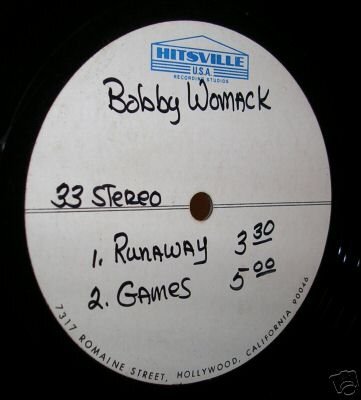 HITSVILLE
U.S.A.
RECORDING STUDIOS
Bobby Womack
33 Stereo
1. Runaway 3 30
2. Games 5 00
7317 ROMAINE STREET, HOLLYWOOD, CALIFORNIA 90046
ebY